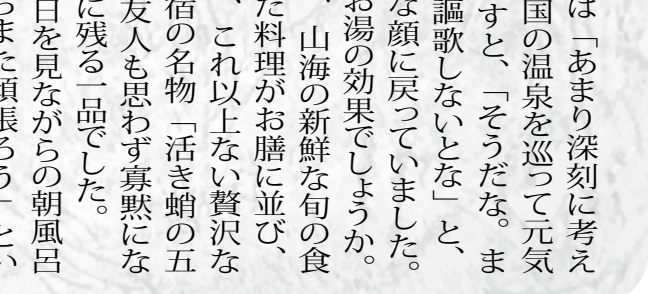 は「あまり深刻に考え
国の温泉を巡って元気
すと、「そうだな。ま
謳歌しないとな」と、
な顔に戻っていました。
お湯の効果でしょうか。
、山海の新鮮な旬の食
た料理がお膳に並び、
、これ以上ない贅沢な
宿の名物「活き蛸の五
友人も思わず寡黙にな
に残る一品でした。
日を見ながらの朝風呂
らまた頑張ろう」とい